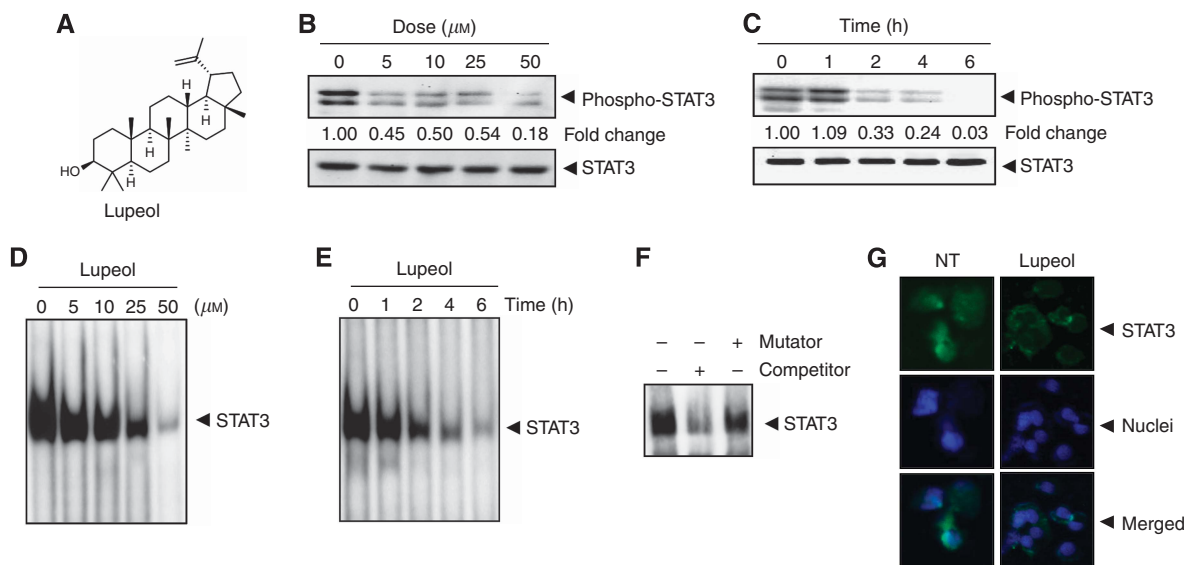 A
H
H
H
H
HO
H
Lupeol
B
Dose (μM)
0 5 10 25 50
Phospho-STAT3
1.00 0.45 0.50 0.54 0.18 Fold change
STAT3
C
Time (h)
0 1 2 4 6
Phospho-STAT3
1.00 1.09 0.33 0.24 0.03 Fold change
STAT3
D
Lupeol
0 5 10 25 50 (μM)
STAT3
E
Lupeol
0 1 2 4 6 Time (h)
STAT3
F
– – + Mutator
– + – Competitor
STAT3
G
NT Lupeol
STAT3
Nuclei
Merged